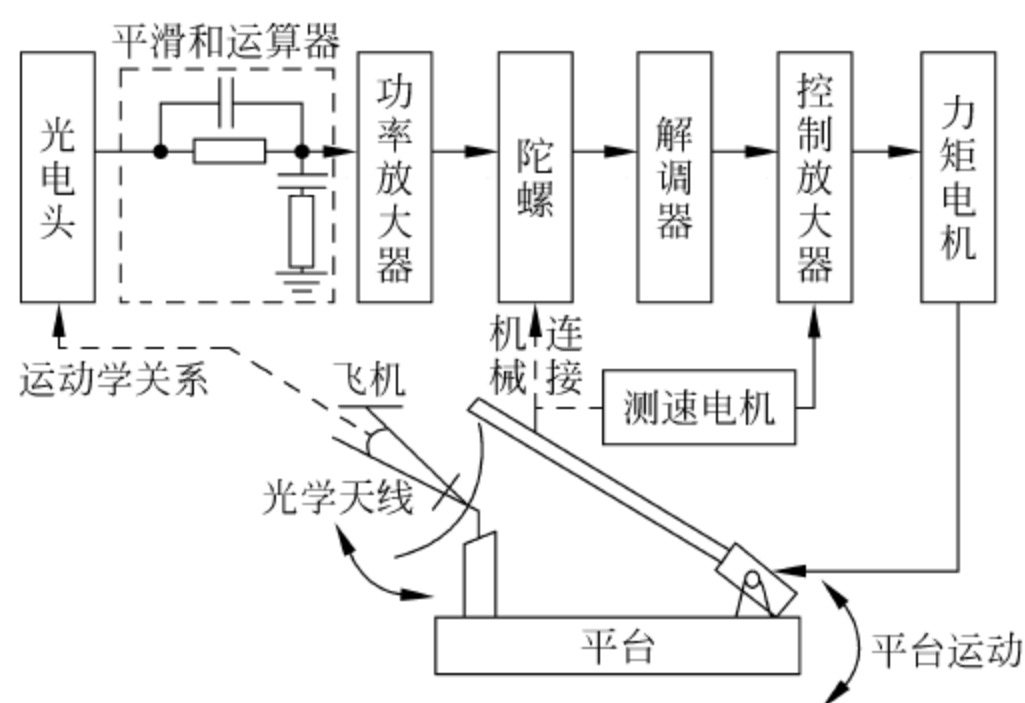 平滑和运算器
光电头
功率放大器
陀螺
解调器
控制放大器
力矩电机
机械连接
运动学关系
飞机
测速电机
光学天线
平台
平台运动